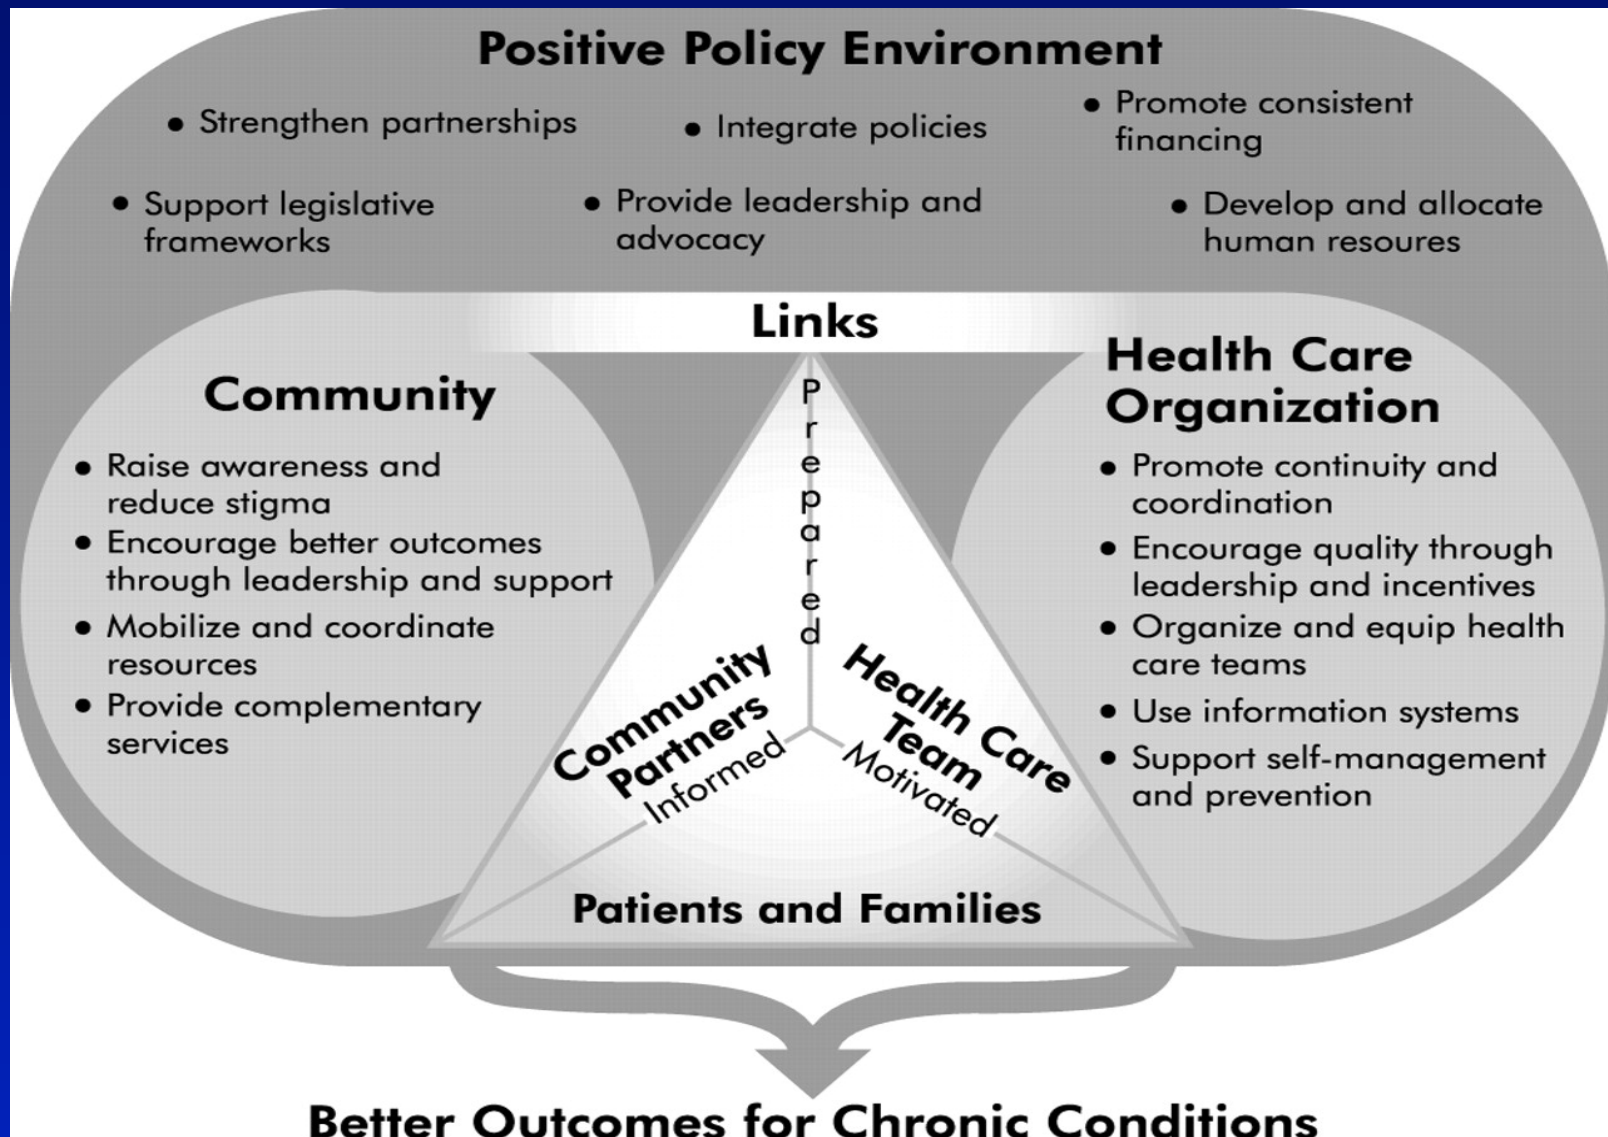 Positive Policy Environment
• Strengthen partnerships
• Integrate policies
• Promote consistent
financing
• Support legislative
frameworks
• Provide leadership and
advocacy
• Develop and allocate
human resoures
Links
Community
• Raise awareness and
reduce stigma
• Encourage better outcomes
through leadership and support
• Mobilize and coordinate
resources
• Provide complementary
services
Prepared
Community
Partners
Informed
Health Care
Team
Motivated
Patients and Families
Health Care
Organization
• Promote continuity and
coordination
• Encourage quality through
leadership and incentives
• Organize and equip health
care teams
• Use information systems
• Support self-management
and prevention
Better Outcomes for Chronic Conditions